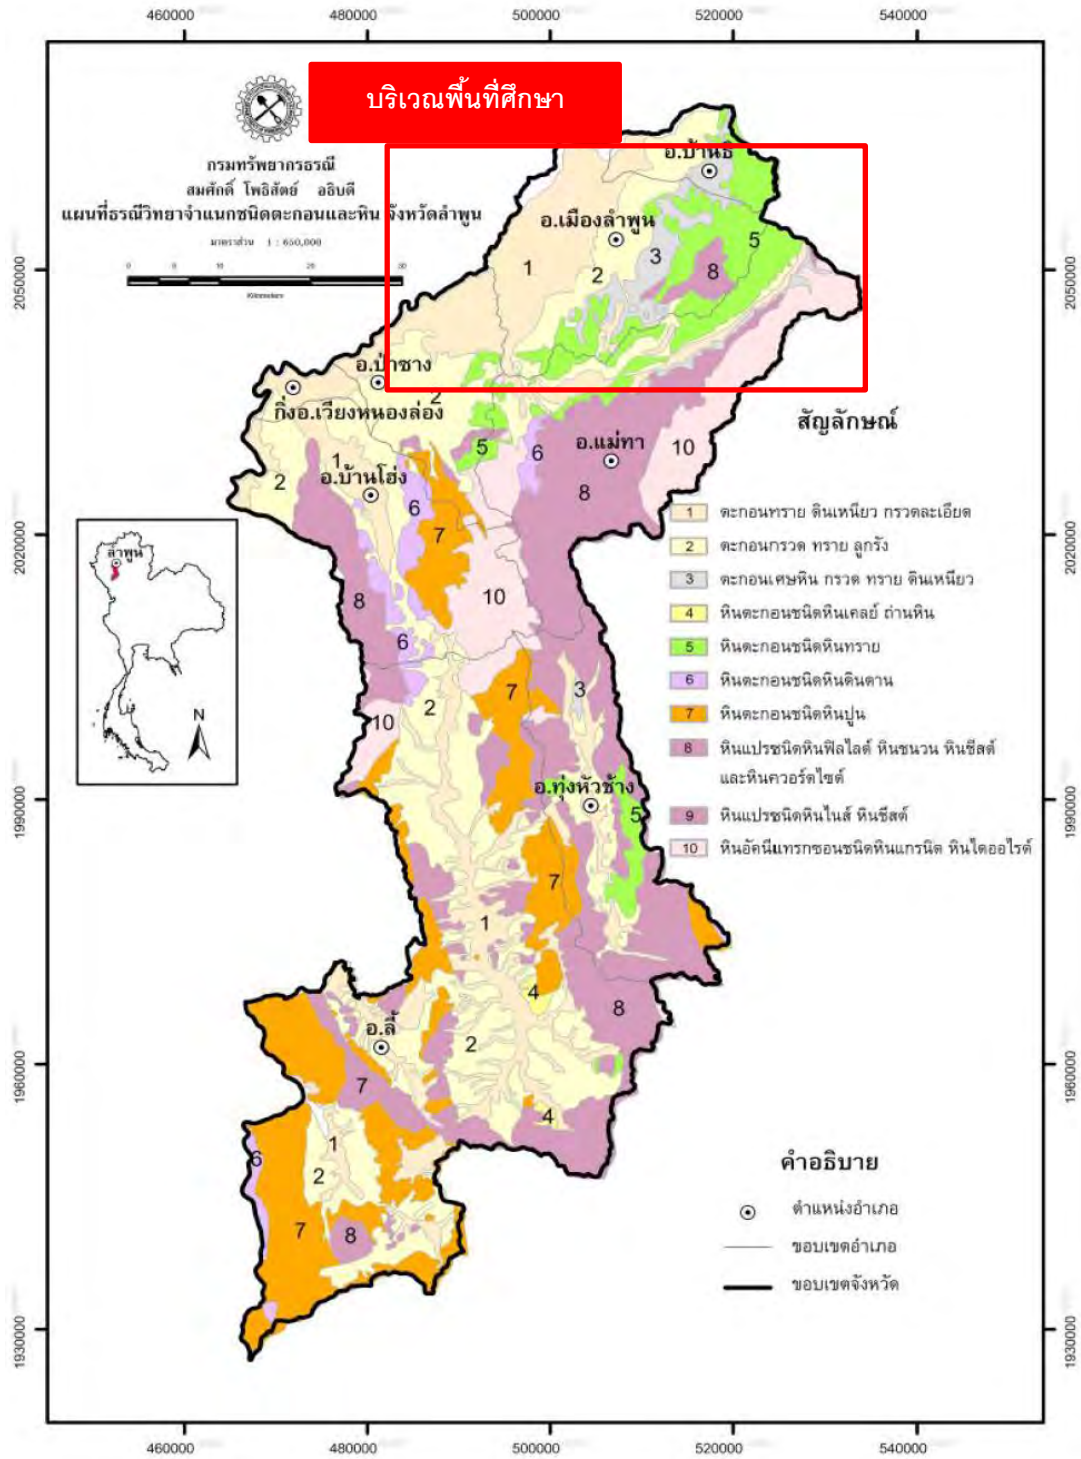 460000 480000 500000 520000 540000
บริเวณพื้นที่ศึกษา
กรมทรัพยากรธรณี
สมศักดิ์ โพธิสัตย์ อธิบดี
แผนที่ธรณีวิทยาจำแนกชนิดตะกอนและหิน จังหวัดลำพูน
มาตราส่วน 1 : 650,000
Kilometers
อ.บ้านธิ
อ.เมืองลำพูน
5
3
1
2
8
2050000
2050000
อ.ป่าซาง
2
กิ่งอ.เวียงหนองล่อง
สัญลักษณ์
อ.แม่ทา
5
6
10
1
อ.บ้านโฮ่ง
2
8
6
7
1 ตะกอนทราย ดินเหนียว กรวดละเอียด
2020000
2020000
2 ตะกอนกรวด ทราย ลูกรัง
ลำพูน
3 ตะกอนเศษหิน กรวด ทราย ดินเหนียว
10
8
4 หินตะกอนชนิดหินเคลย์ ถ่านหิน
6
5 หินตะกอนชนิดหินทราย
6 หินตะกอนชนิดหินดินดาน
7
3
2
N
10
7 หินตะกอนชนิดหินปูน
8 หินแปรชนิดหินฟิลไลต์ หินชนวน หินชีสต์
และหินควอร์ตไซต์
อ.ทุ่งหัวช้าง
1990000
1990000
5
9 หินแปรชนิดหินไนส์ หินชีสต์
10 หินอัคนีแทรกซอนชนิดหินแกรนิต หินไดออไรต์
7
1
4
8
อ.ลี้
2
1960000
1960000
7
4
1
6
2
คำอธิบาย
7
8
ตำแหน่งอำเภอ
ขอบเขตอำเภอ
ขอบเขตจังหวัด
1930000
1930000
460000 480000 500000 520000 540000